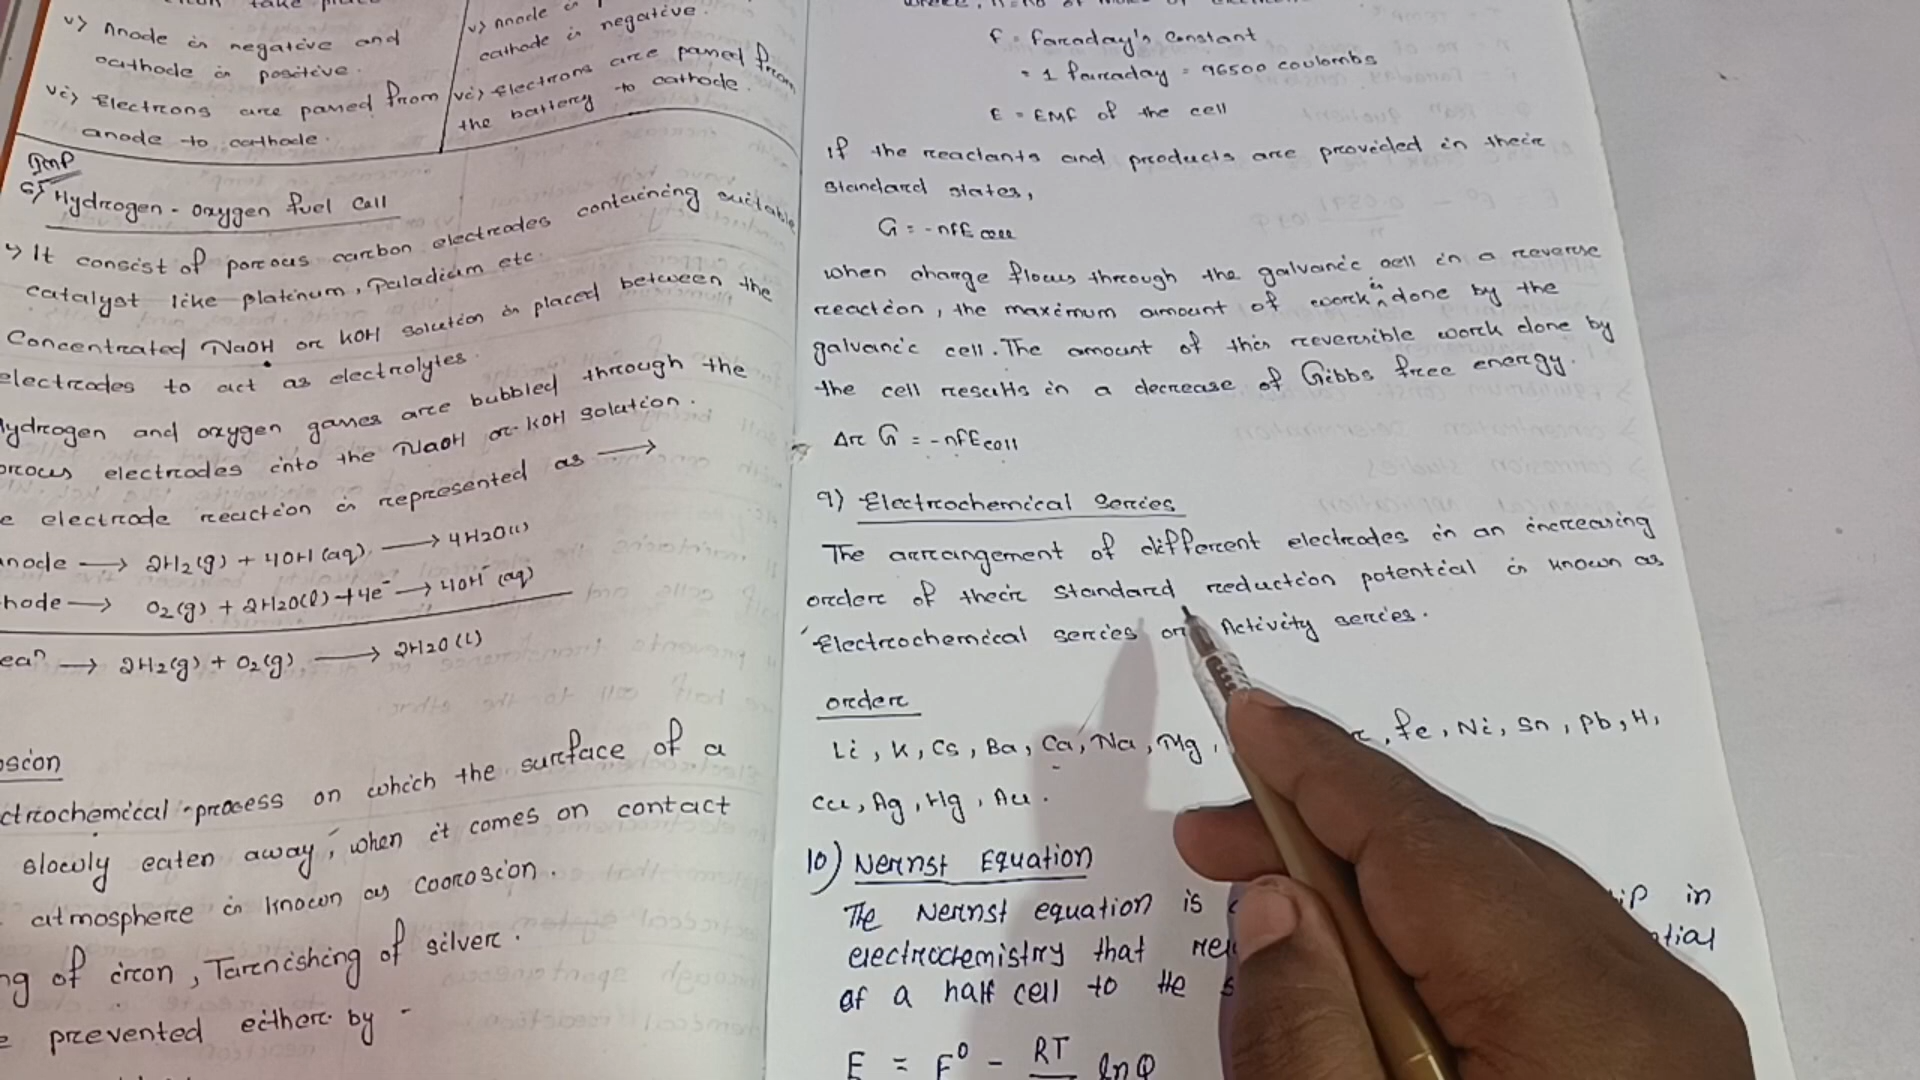 v) Anode is negative and
cathode is positive.
vi) Electrons are passed from
anode to cathode.
v) Anode is
cathode is negative.
vi) Electrons are passed from
the battery to cathode.
Imp
6) Hydrogen - oxygen fuel Cell
It consist of porous carbon electrodes containing suitable
catalyst like platinum, Paladium etc.
Concentrated NaOH or KOH solution is placed between the
electrodes to act as electrolytes.
Hydrogen and oxygen gases are bubbled through the
porous electrodes into the NaOH or KOH solution.
electrode reaction is represented as →
anode → 2H2(g) + 4OH(aq) → 4H2O(l)
hode → O2(g) + 2H2O(l) + 4e⁻ → 4OH⁻(aq)
ean → 2H2(g) + O2(g) → 2H2O(l)
osion
ctrochemical process on which the surface of a
slowly eaten away, when it comes on contact
atmosphere is known as coorosion.
ng of iron, Tarnishing of silver.
prevented either by -
F = Faraday's Constant
= 1 Faraday = 96500 coulombs
E = EMF of the cell
If the reactants and products are provided in their
standard states,
G = -nFE cell
when charge flows through the galvanic cell in a reverse
reaction, the maximum amount of work is done by the
galvanic cell. The amount of this reversible work done by
the cell results in a decrease of Gibbs free energy.
Δr G = -nFE cell
9) Electrochemical Series
The arrangement of different electrodes in an increasing
order of their standard reduction potential is known as
Electrochemical series or Activity series.
order
Li, K, Cs, Ba, Ca, Na, Mg, Fe, Ni, Sn, Pb, H,
Cu, Ag, Hg, Au.
10) Nernst Equation
The Nernst equation is in
electrochemistry that
of a half cell to the
E = E⁰ - RT ln Q